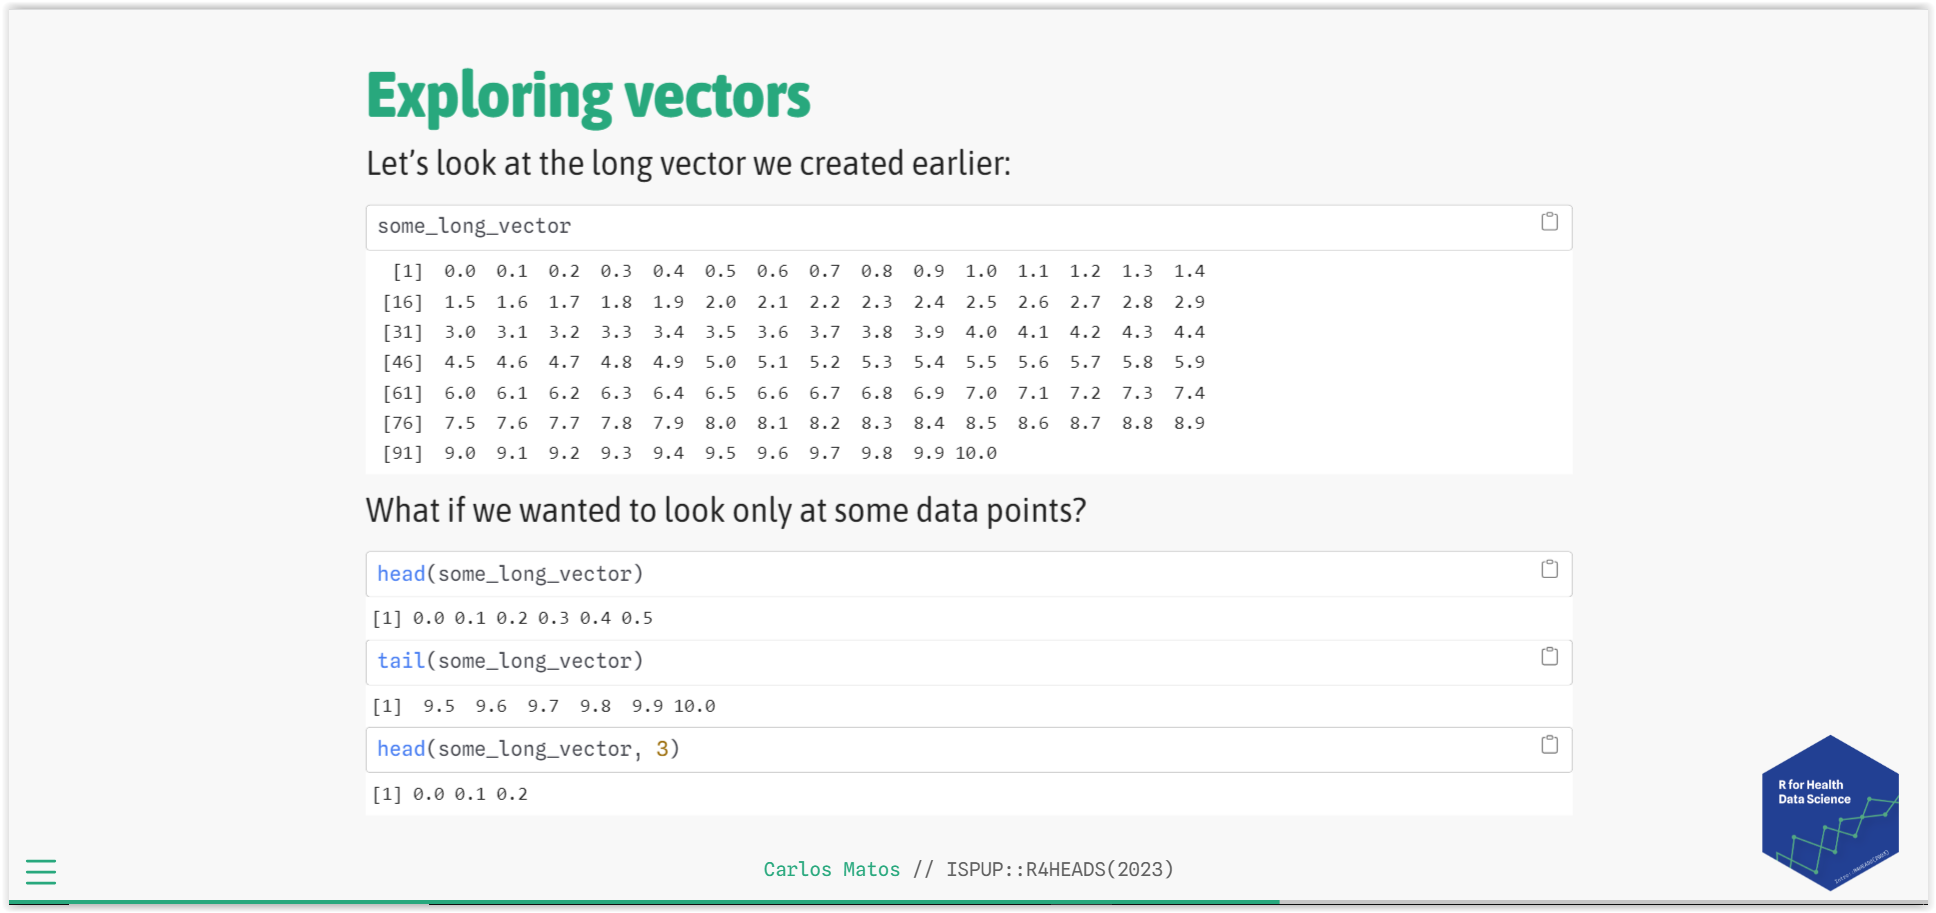 Exploring vectors
Let’s look at the long vector we created earlier:
some_long_vector
[1] 0.0 0.1 0.2 0.3 0.4 0.5 0.6 0.7 0.8 0.9 1.0 1.1 1.2 1.3 1.4
[16] 1.5 1.6 1.7 1.8 1.9 2.0 2.1 2.2 2.3 2.4 2.5 2.6 2.7 2.8 2.9
[31] 3.0 3.1 3.2 3.3 3.4 3.5 3.6 3.7 3.8 3.9 4.0 4.1 4.2 4.3 4.4
[46] 4.5 4.6 4.7 4.8 4.9 5.0 5.1 5.2 5.3 5.4 5.5 5.6 5.7 5.8 5.9
[61] 6.0 6.1 6.2 6.3 6.4 6.5 6.6 6.7 6.8 6.9 7.0 7.1 7.2 7.3 7.4
[76] 7.5 7.6 7.7 7.8 7.9 8.0 8.1 8.2 8.3 8.4 8.5 8.6 8.7 8.8 8.9
[91] 9.0 9.1 9.2 9.3 9.4 9.5 9.6 9.7 9.8 9.9 10.0
What if we wanted to look only at some data points?
head(some_long_vector)
[1] 0.0 0.1 0.2 0.3 0.4 0.5
tail(some_long_vector)
[1] 9.5 9.6 9.7 9.8 9.9 10.0
head(some_long_vector, 3)
[1] 0.0 0.1 0.2
R for Health
Data Science
Carlos Matos // ISPUP::R4HEADS(2023)